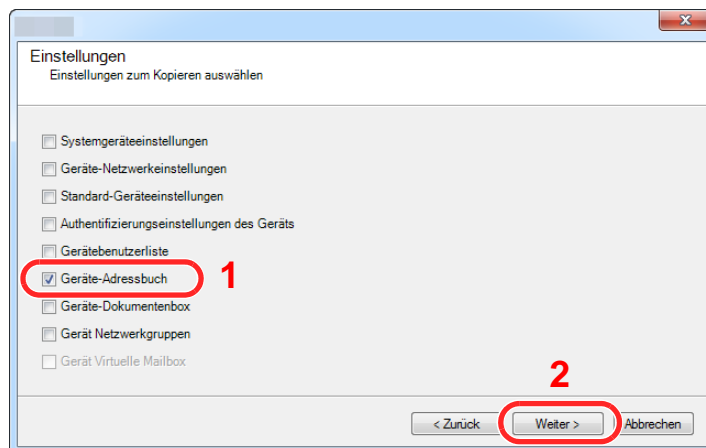 Einstellungen
Einstellungen zum Kopieren auswählen
Systemgeräteeinstellungen
Geräte-Netzwerkeinstellungen
Standard-Geräteeinstellungen
Authentifizierungseinstellungen des Geräts
Gerätebenutzerliste
Geräte-Adressbuch 1
Geräte-Dokumentenbox
Gerät Netzwerkgruppen
Gerät Virtuelle Mailbox
2
< Zurück Weiter > Abbrechen